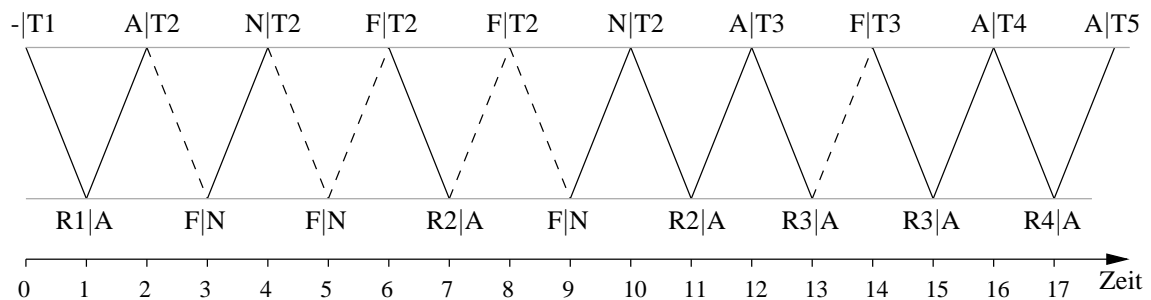 -|T1 A|T2 N|T2 F|T2 F|T2 N|T2 A|T3 F|T3 A|T4 A|T5
R1|A F|N F|N R2|A F|N R2|A R3|A R3|A R4|A
0 1 2 3 4 5 6 7 8 9 10 11 12 13 14 15 16 17 Zeit